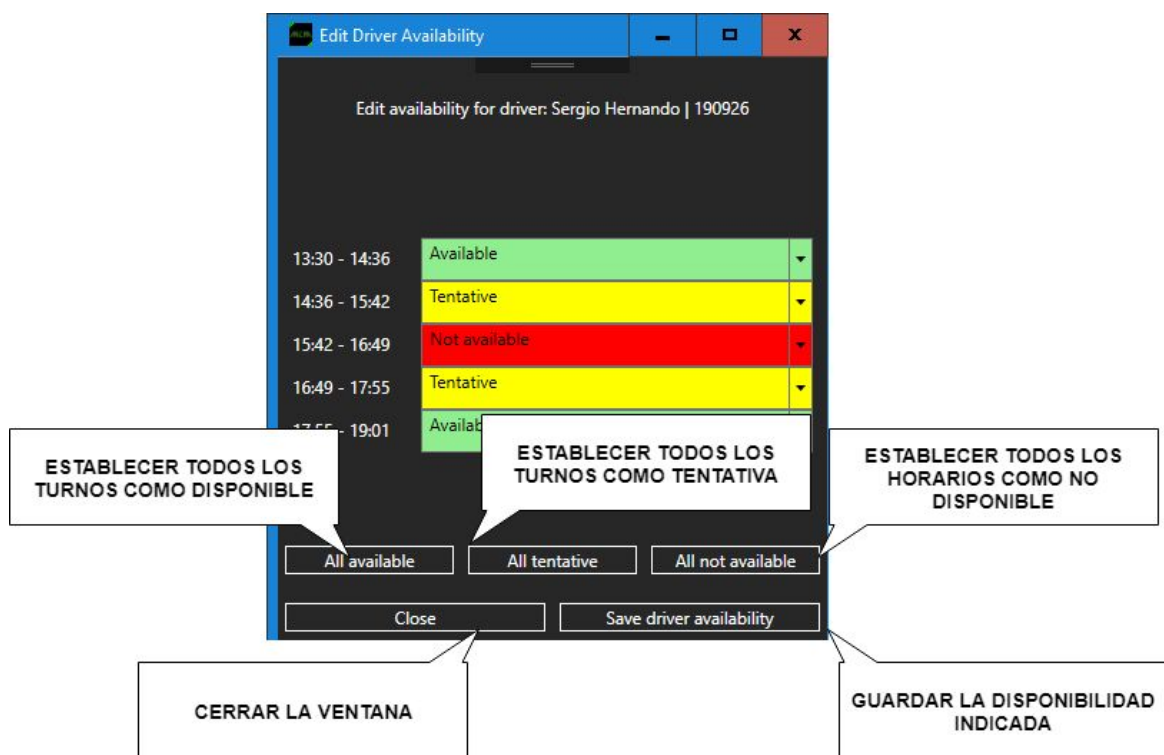 Edit Driver Availability
Edit availability for driver: Sergio Hernando | 190926
13:30 - 14:36 Available
14:36 - 15:42 Tentative
15:42 - 16:49 Not available
16:49 - 17:55 Tentative
- 19:01 Availab
ESTABLECER TODOS LOS
TURNOS COMO DISPONIBLE
ESTABLECER TODOS LOS
TURNOS COMO TENTATIVA
ESTABLECER TODOS LOS
HORARIOS COMO NO
DISPONIBLE
All available
All tentative
All not available
Close
Save driver availability
CERRAR LA VENTANA
GUARDAR LA DISPONIBILIDAD
INDICADA